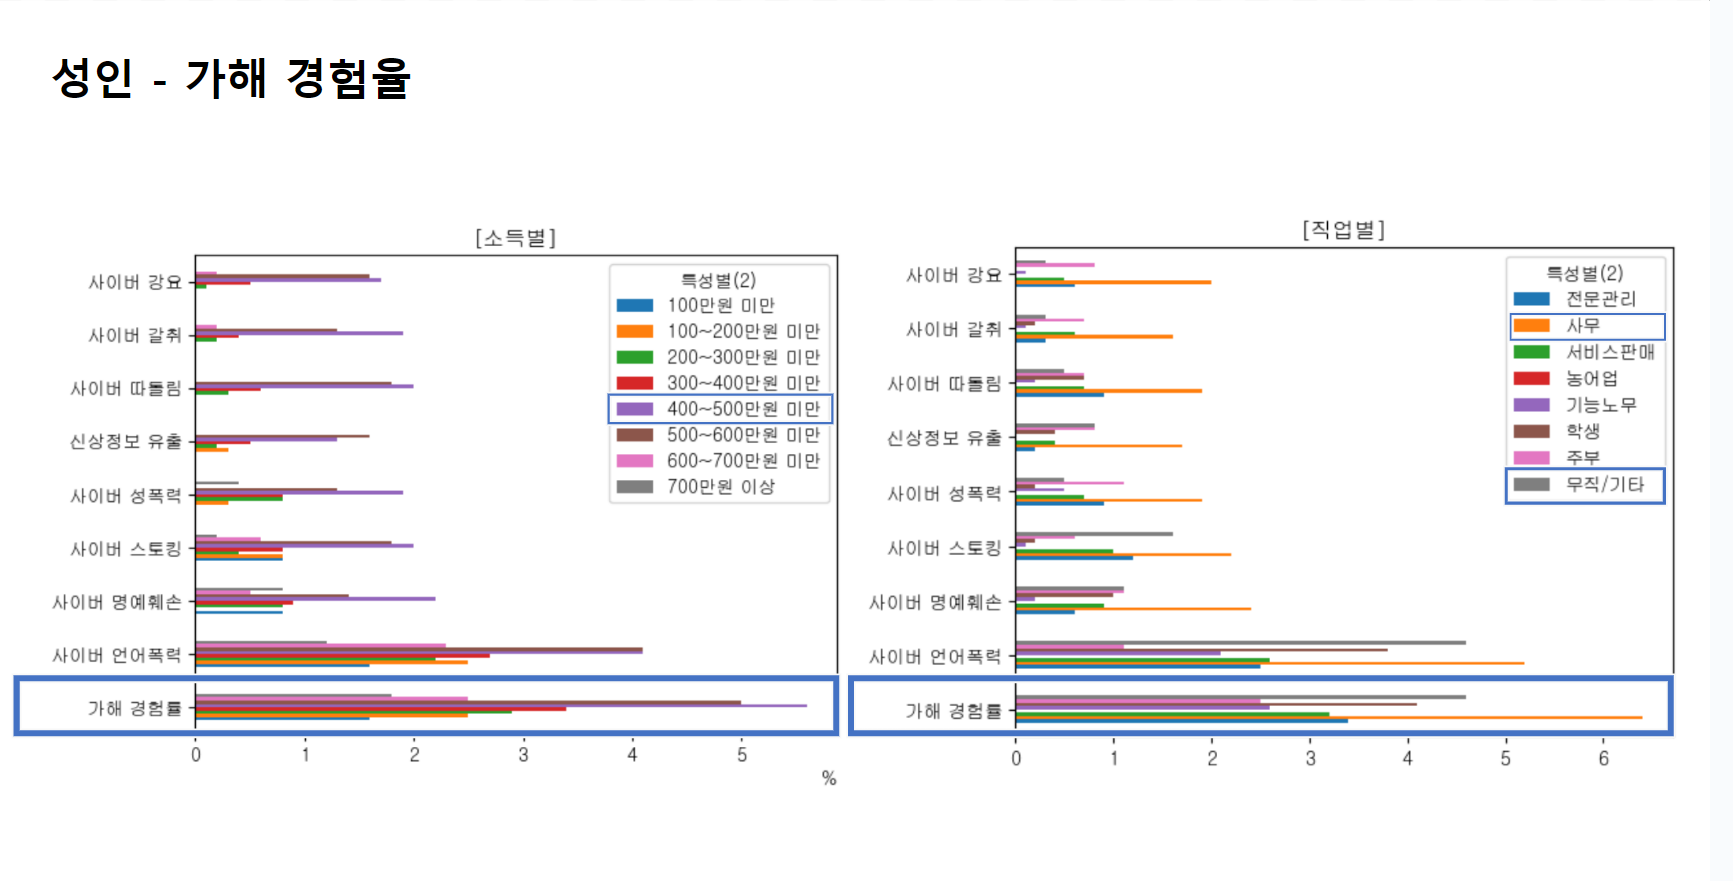 성인 - 가해 경험율
[소득별]
사이버 강요
사이버 갈취
사이버 따돌림
신상정보 유출
사이버 성폭력
사이버 스토킹
사이버 명예훼손
사이버 언어폭력
가해 경험률
특성별(2)
100만원 미만
100~200만원 미만
200~300만원 미만
300~400만원 미만
400~500만원 미만
500~600만원 미만
600~700만원 미만
700만원 이상
0 1 2 3 4 5
%
[직업별]
사이버 강요
사이버 갈취
사이버 따돌림
신상정보 유출
사이버 성폭력
사이버 스토킹
사이버 명예훼손
사이버 언어폭력
가해 경험률
특성별(2)
전문관리
사무
서비스판매
농어업
기능노무
학생
주부
무직/기타
0 1 2 3 4 5 6